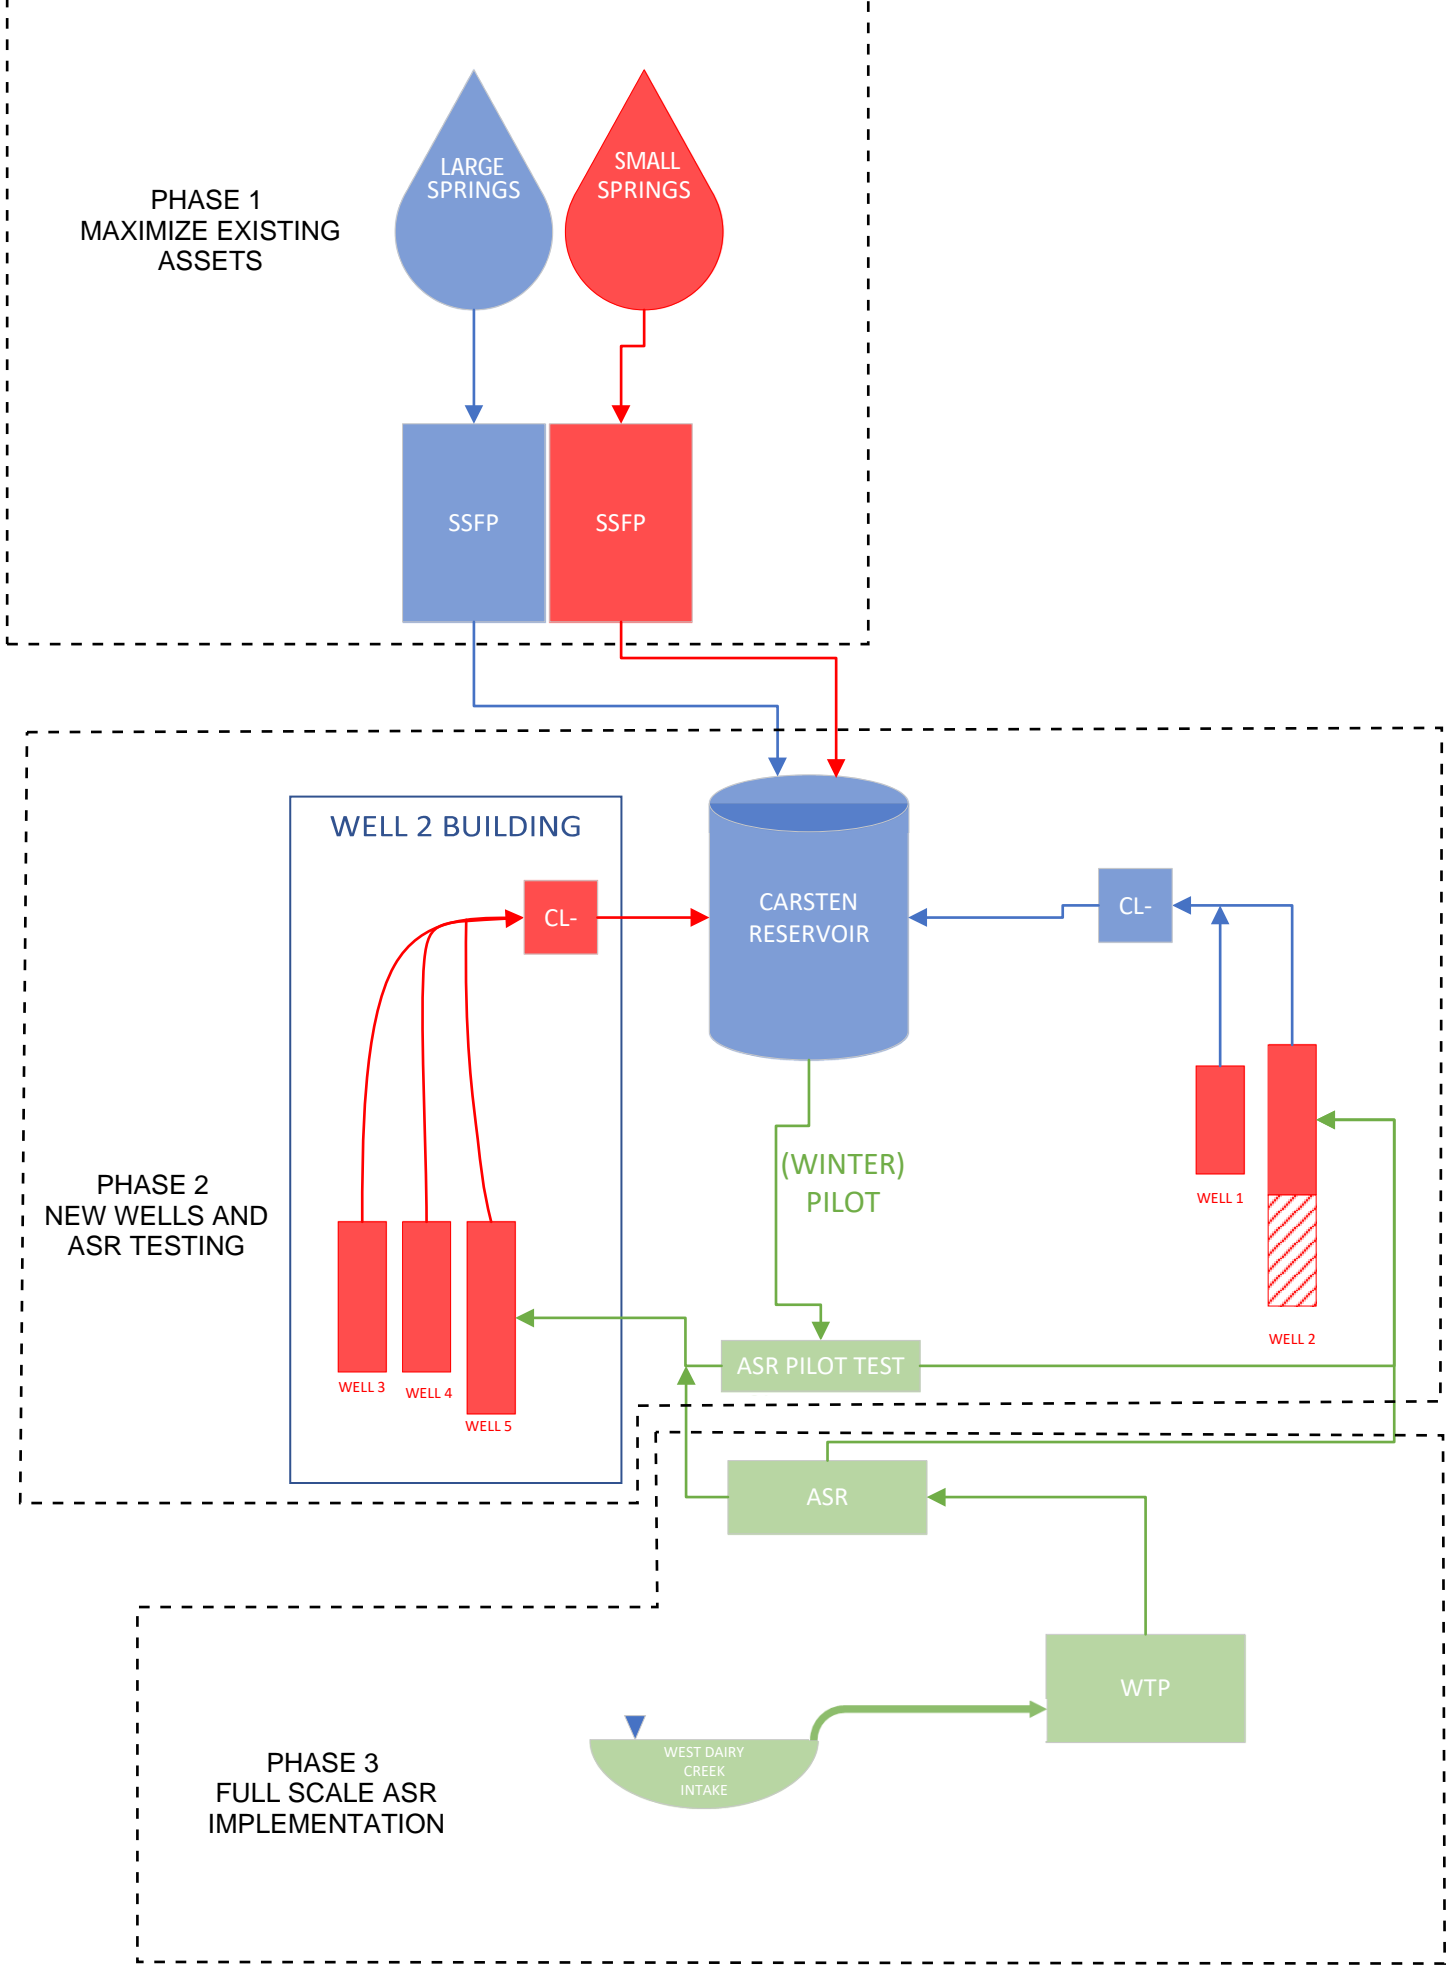 LARGE
SPRINGS
SMALL
SPRINGS
PHASE 1
MAXIMIZE EXISTING
ASSETS
SSFP
SSFP
WELL 2 BUILDING
CL-
CARSTEN
RESERVOIR
CL-
(WINTER)
PILOT
PHASE 2
NEW WELLS AND
ASR TESTING
WELL 1
WELL 2
ASR PILOT TEST
WELL 3
WELL 4
WELL 5
ASR
WTP
WEST DAIRY
CREEK
INTAKE
PHASE 3
FULL SCALE ASR
IMPLEMENTATION